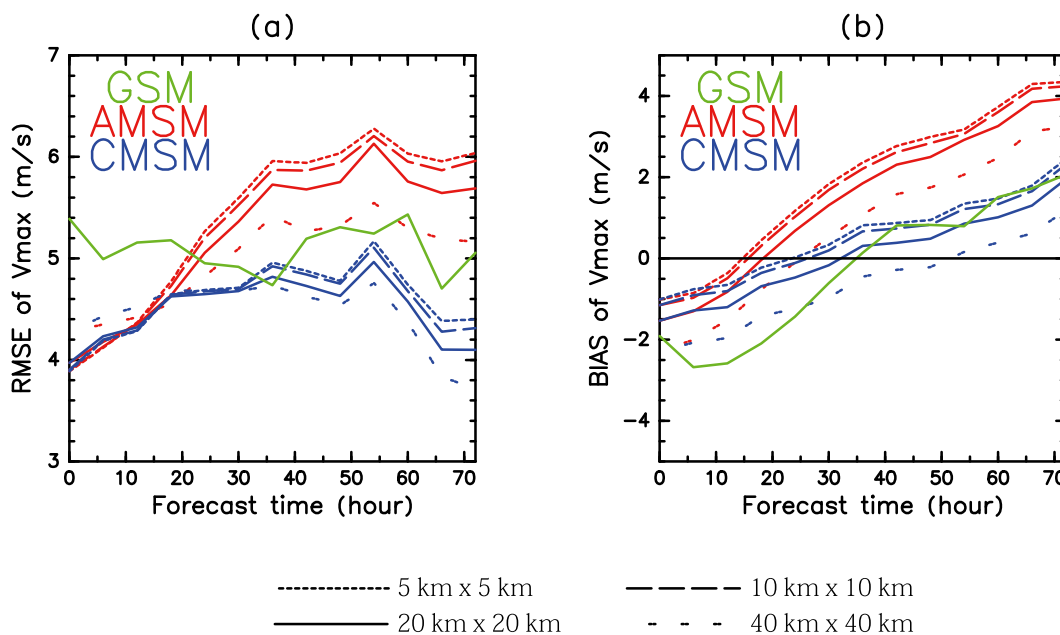 (a)
RMSE of Vmax (m/s)
7
6
5
4
3
GSM
AMSM
CMSM
0 10 20 30 40 50 60 70
Forecast time (hour)
(b)
BIAS of Vmax (m/s)
4
2
0
-2
-4
GSM
AMSM
CMSM
0 10 20 30 40 50 60 70
Forecast time (hour)
5 km x 5 km
10 km x 10 km
20 km x 20 km
40 km x 40 km